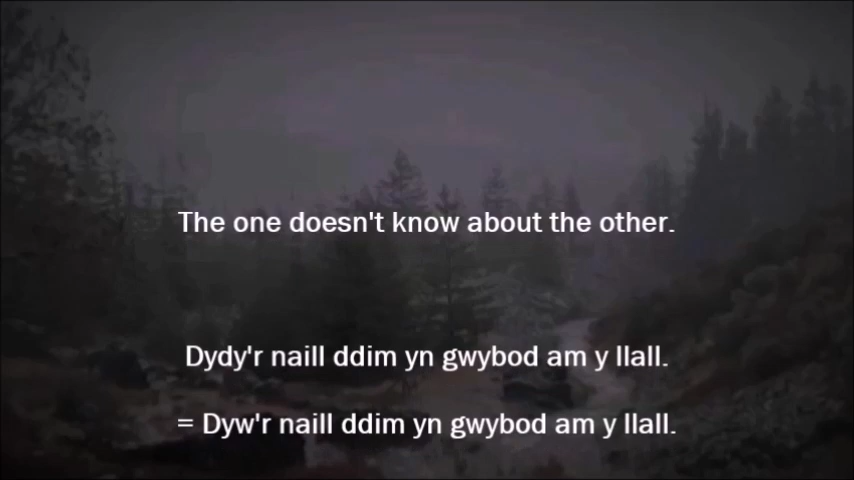 The one doesn't know about the other.
Dydy'r naill ddim yn gwybod am y llall.
= Dyw'r naill ddim yn gwybod am y llall.